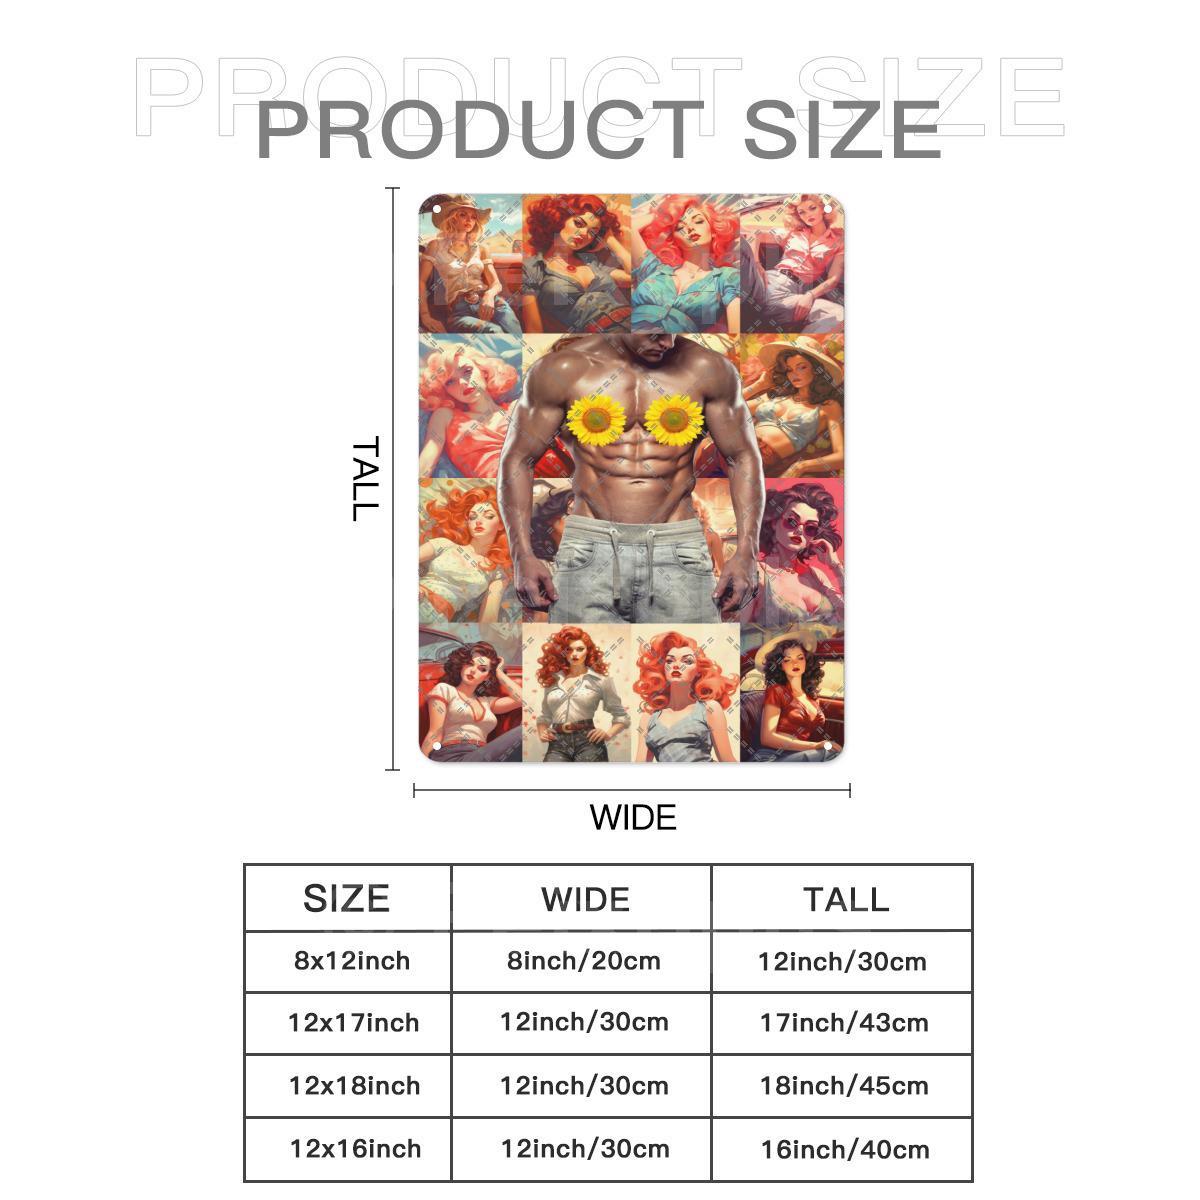 PRODUCT SIZE
PRODUCT SIZE
TALL
WIDE
SIZE WIDE TALL
8x12inch 8inch/20cm 12inch/30cm
12x17inch 12inch/30cm 17inch/43cm
12x18inch 12inch/30cm 18inch/45cm
12x16inch 12inch/30cm 16inch/40cm